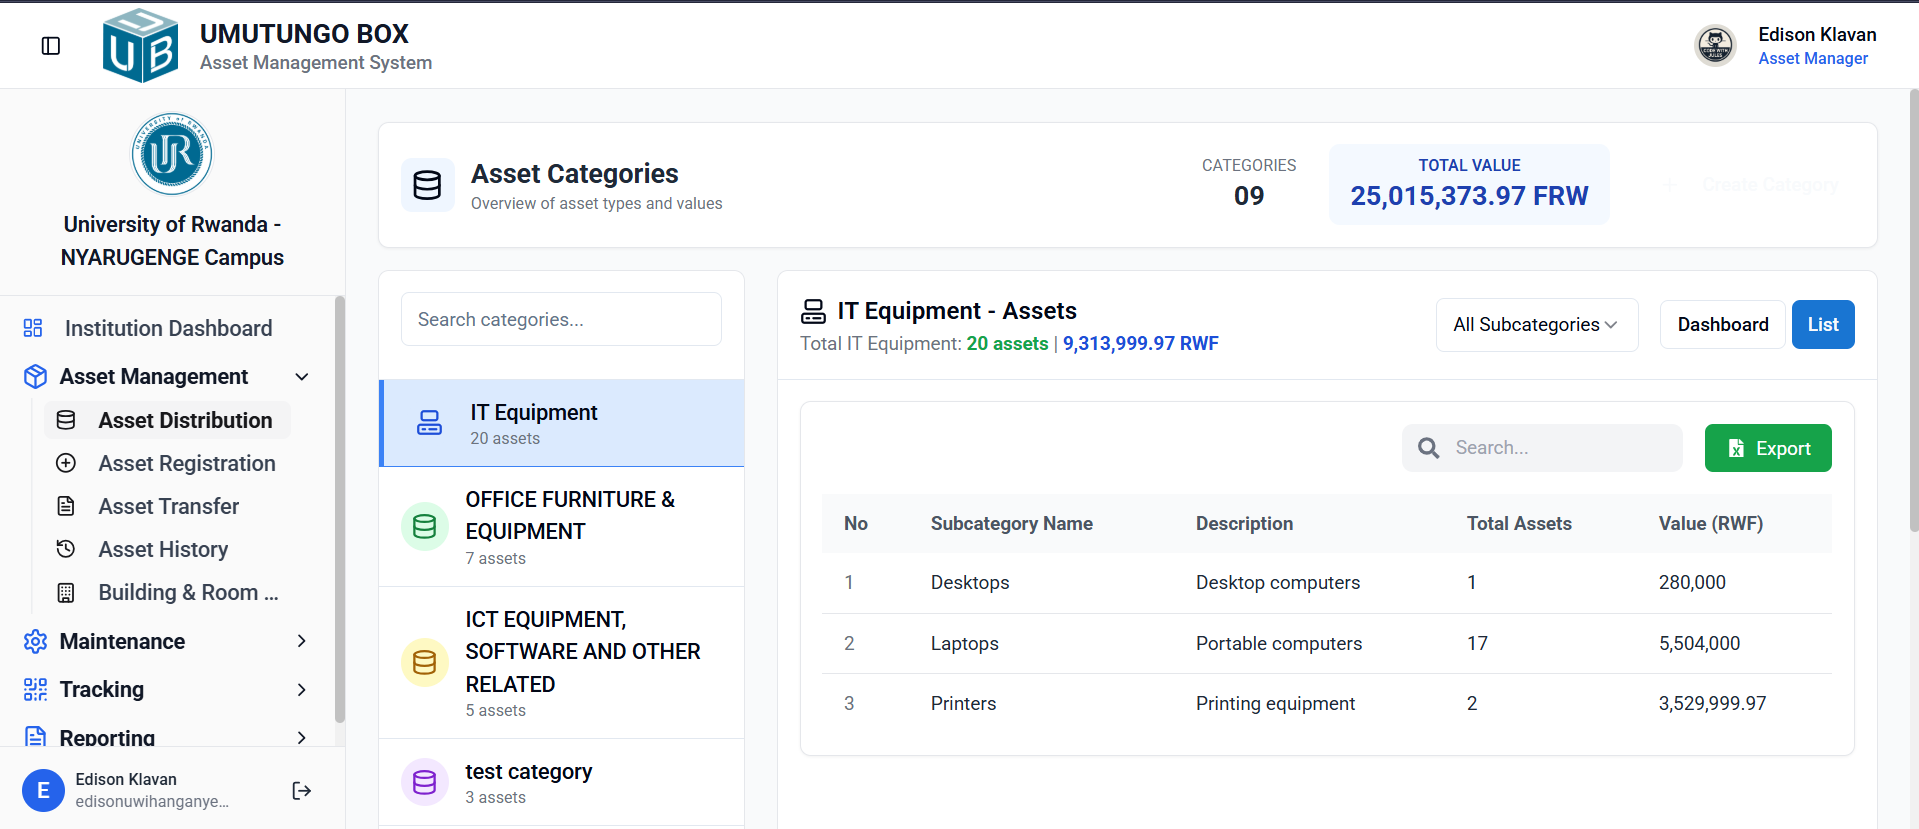 UMUTUNGO BOX
Asset Management System
Edison Klavan
Asset Manager
University of Rwanda -
NYARUGENGE Campus
Institution Dashboard
Asset Management
Asset Distribution
Asset Registration
Asset Transfer
Asset History
Building & Room ...
Maintenance
Tracking
Reporting
E
Edison Klavan
edisonuwihanganye...
Asset Categories
Overview of asset types and values
CATEGORIES
09
TOTAL VALUE
25,015,373.97 FRW
+ Create Category
Search categories...
IT Equipment
20 assets
OFFICE FURNITURE &
EQUIPMENT
7 assets
ICT EQUIPMENT,
SOFTWARE AND OTHER
RELATED
5 assets
test category
3 assets
IT Equipment - Assets
Total IT Equipment: 20 assets | 9,313,999.97 RWF
All Subcategories
Dashboard
List
Search...
Export
No Subcategory Name Description Total Assets Value (RWF)
1 Desktops Desktop computers 1 280,000
2 Laptops Portable computers 17 5,504,000
3 Printers Printing equipment 2 3,529,999.97